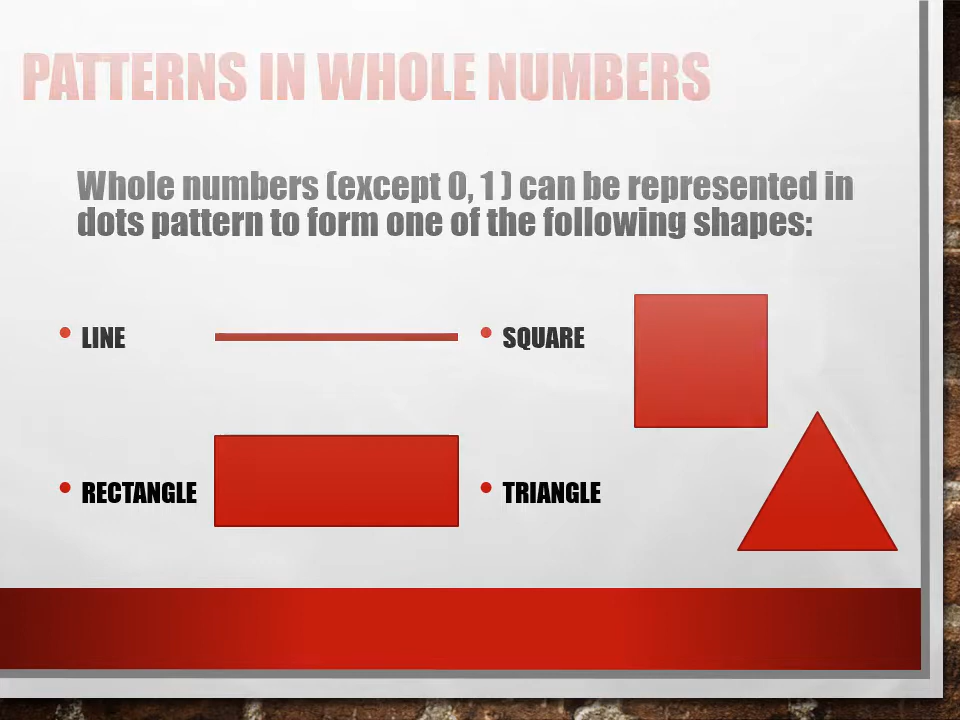 PATTERNS IN WHOLE NUMBERS
Whole numbers (except 0, 1 ) can be represented in
dots pattern to form one of the following shapes:
• LINE
• SQUARE
• RECTANGLE
• TRIANGLE